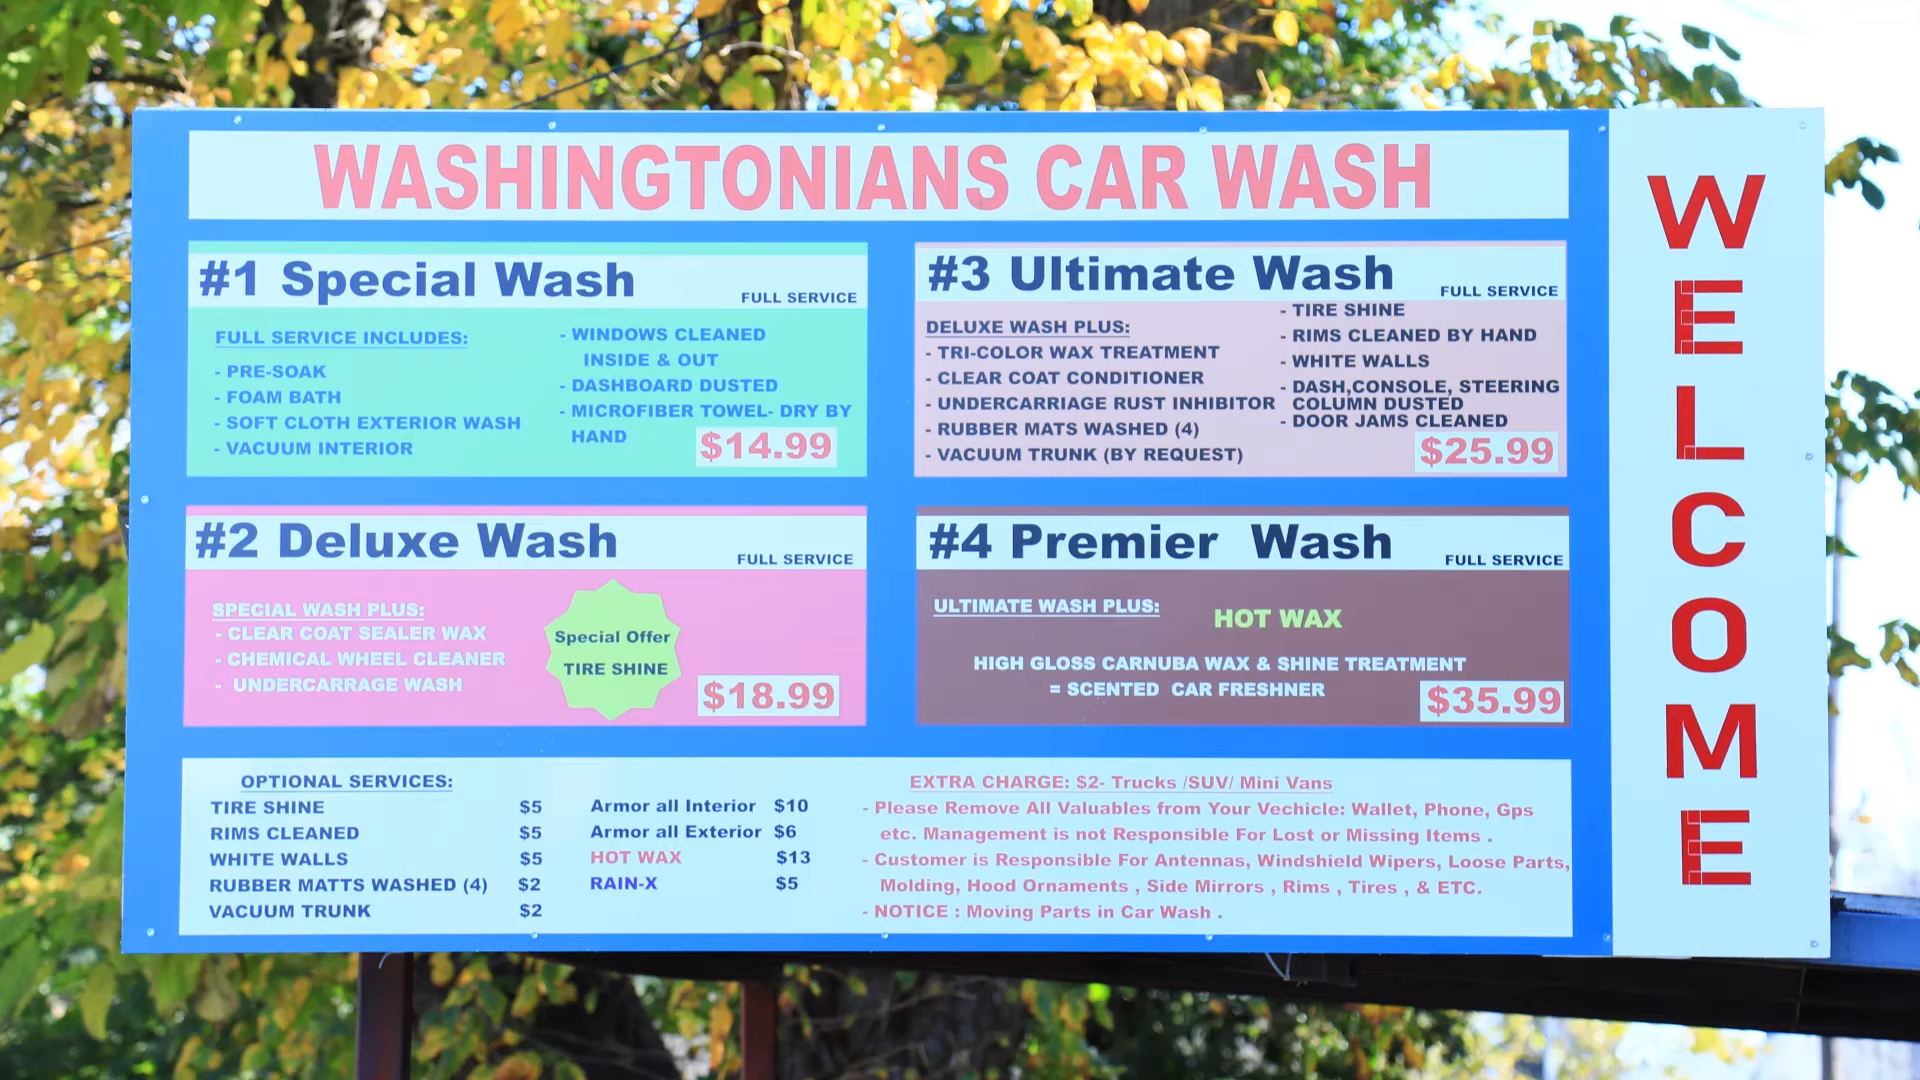 WASHINGTONIANS CAR WASH
#1 Special Wash
FULL SERVICE
FULL SERVICE INCLUDES:
- PRE-SOAK
- FOAM BATH
- SOFT CLOTH EXTERIOR WASH
- VACUUM INTERIOR
- WINDOWS CLEANED
INSIDE & OUT
- DASHBOARD DUSTED
- MICROFIBER TOWEL- DRY BY
HAND
$14.99
#2 Deluxe Wash
FULL SERVICE
SPECIAL WASH PLUS:
- CLEAR COAT SEALER WAX
- CHEMICAL WHEEL CLEANER
- UNDERCARRAGE WASH
Special Offer
TIRE SHINE
$18.99
#3 Ultimate Wash
FULL SERVICE
DELUXE WASH PLUS:
- TRI-COLOR WAX TREATMENT
- CLEAR COAT CONDITIONER
- UNDERCARRIAGE RUST INHIBITOR
- RUBBER MATS WASHED (4)
- VACUUM TRUNK (BY REQUEST)
- TIRE SHINE
- RIMS CLEANED BY HAND
- WHITE WALLS
- DASH,CONSOLE, STEERING
COLUMN DUSTED
- DOOR JAMS CLEANED
$25.99
#4 Premier Wash
FULL SERVICE
ULTIMATE WASH PLUS:
HOT WAX
HIGH GLOSS CARNUBA WAX & SHINE TREATMENT
= SCENTED CAR FRESHNER
$35.99
OPTIONAL SERVICES:
TIRE SHINE $5
RIMS CLEANED $5
WHITE WALLS $5
RUBBER MATTS WASHED (4) $2
VACUUM TRUNK $2
Armor all Interior $10
Armor all Exterior $6
HOT WAX $13
RAIN-X $5
EXTRA CHARGE: $2- Trucks /SUV/ Mini Vans
- Please Remove All Valuables from Your Vechicle: Wallet, Phone, Gps
etc. Management is not Responsible For Lost or Missing Items .
- Customer is Responsible For Antennas, Windshield Wipers, Loose Parts,
Molding, Hood Ornaments , Side Mirrors , Rims , Tires , & ETC.
- NOTICE : Moving Parts in Car Wash .
WELCOME